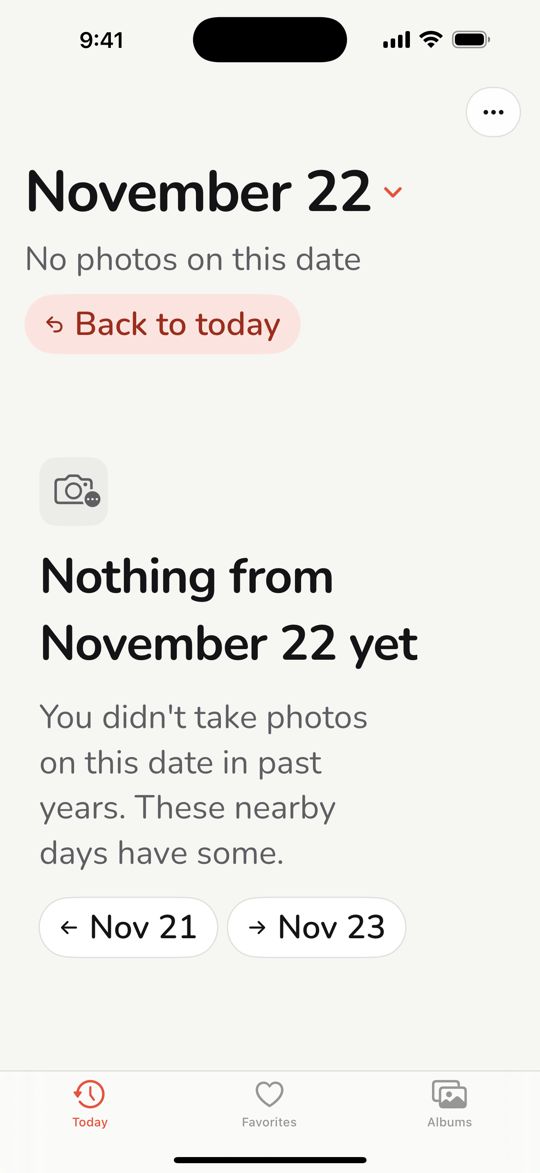 9:41
November 22
No photos on this date
Back to today
Nothing from
November 22 yet
You didn't take photos
on this date in past
years. These nearby
days have some.
Nov 21
Nov 23
Today
Favorites
Albums